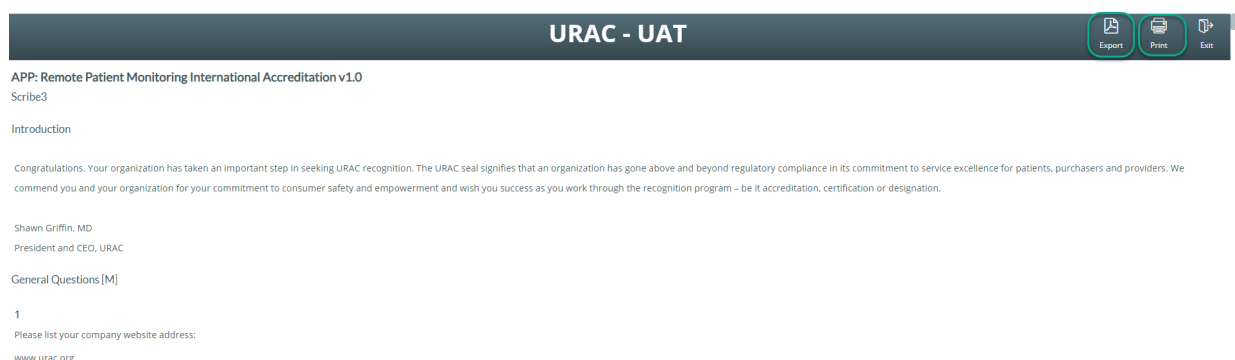 URAC - UAT
Export
Print
Exit
APP: Remote Patient Monitoring International Accreditation v1.0
Scribe3
Introduction
Congratulations. Your organization has taken an important step in seeking URAC recognition. The URAC seal signifies that an organization has gone above and beyond regulatory compliance in its commitment to service excellence for patients, purchasers and providers. We
commend you and your organization for your commitment to consumer safety and empowerment and wish you success as you work through the recognition program – be it accreditation, certification or designation.
Shawn Griffin, MD
President and CEO, URAC
General Questions [M]
1
Please list your company website address:
www.urac.org